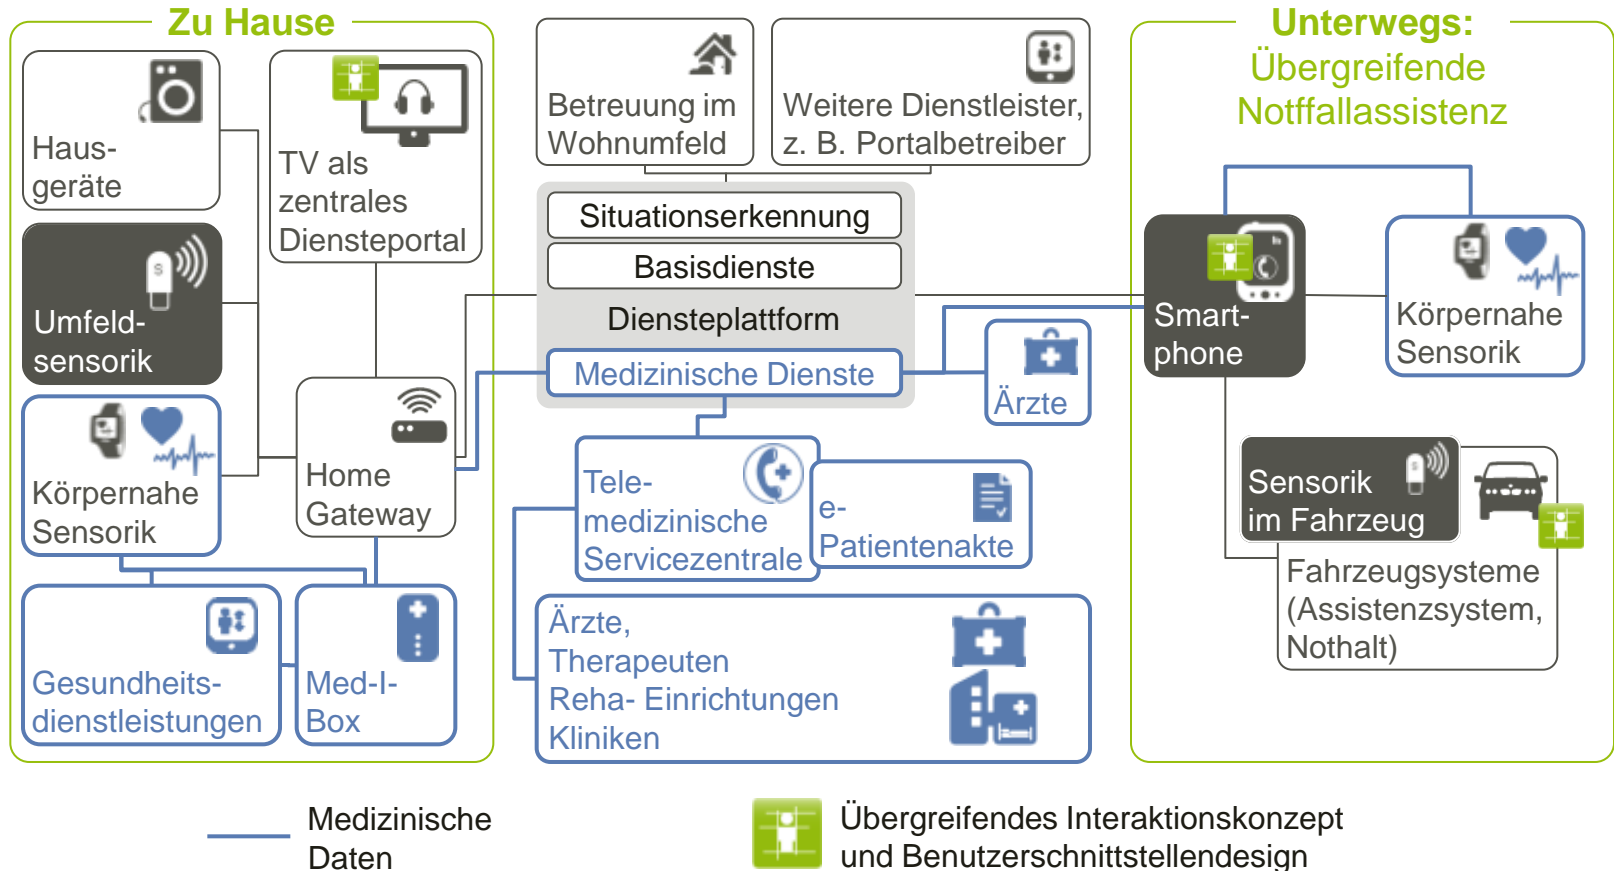 Zu Hause
Haus-
geräte
TV als
zentrales
Diensteportal
S
Umfeld-
sensorik
Körpernahe
Sensorik
Home
Gateway
Gesundheits-
dienstleistungen
Med-I-
Box
Betreuung im
Wohnumfeld
Weitere Dienstleister,
z. B. Portalbetreiber
Situationserkennung
Basisdienste
Diensteplattform
Medizinische Dienste
Ärzte
Tele-
medizinische
Servicezentrale
e-
Patientenakte
Ärzte,
Therapeuten
Reha- Einrichtungen
Kliniken
Unterwegs:
Übergreifende
Notffallassistenz
Smart-
phone
Körpernahe
Sensorik
S
Sensorik
im Fahrzeug
Fahrzeugsysteme
(Assistenzsystem,
Nothalt)
Medizinische
Daten
Übergreifendes Interaktionskonzept
und Benutzerschnittstellendesign